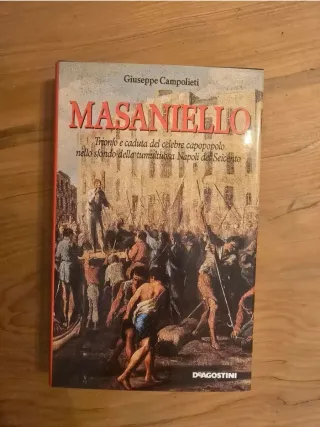 Giuseppe Campolieti
MASANIELLO
Trionfo e caduta del celebre capopopolo
nello sfondo della tumultuosa Napoli del Seicento
DEAGOSTINI